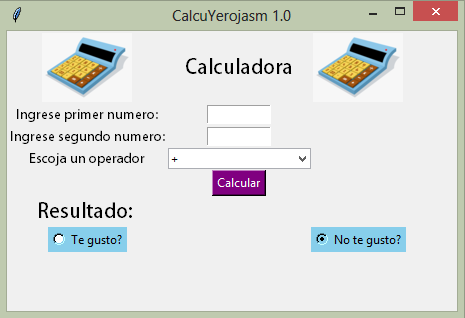 CalcuYerojasm 1.0
Calculadora
Ingrese primer numero:
Ingrese segundo numero:
Escoja un operador +
Calcular
Resultado:
Te gusto? No te gusto?